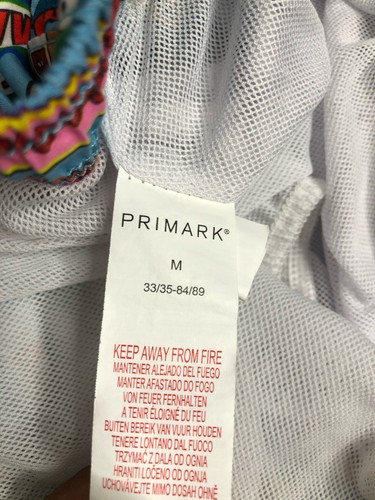 PRIMARK®
M
33/35-84/89
KEEP AWAY FROM FIRE
MANTENER ALEJADO DEL FUEGO
MANTER AFASTADO DO FOGO
VON FEUER FERNHALTEN
A TENIR ÉLOIGNÉ DU FEU
BUITEN BEREIK VAN VUUR HOUDEN
TENERE LONTANO DAL FUOCO
TRZYMAĆ Z DALA OD OGNIA
HRANITI LOČENO OD OGNJA
UCHOVÁVEJTE MIMO DOSAH OHNĚ